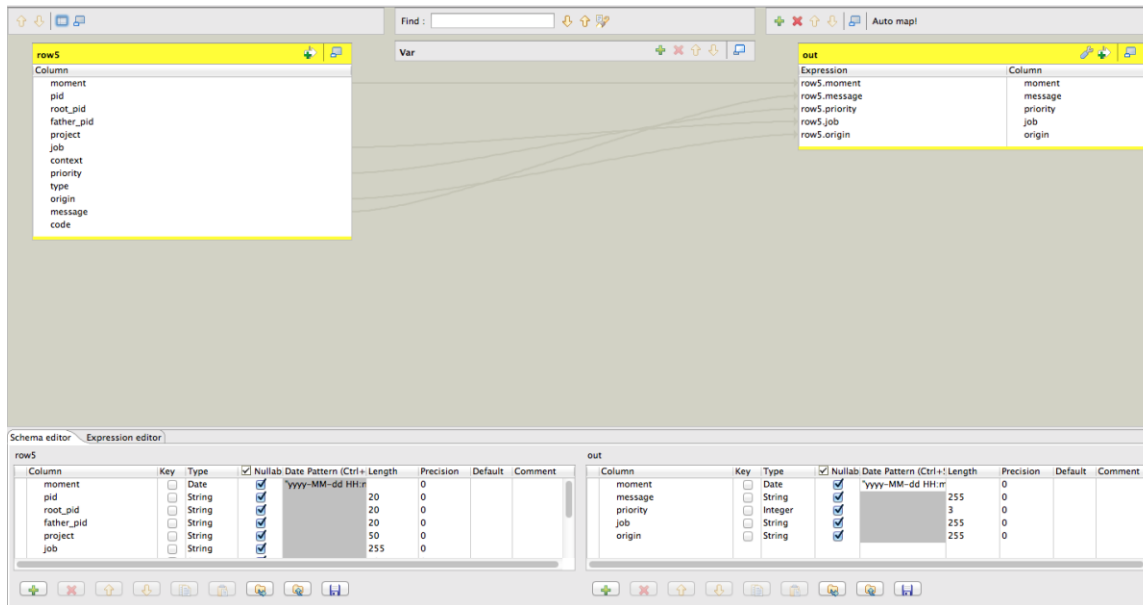 Find :
Auto map!
row5
Column
moment
pid
root_pid
father_pid
project
job
context
priority
type
origin
message
code
Var
out
Expression Column
row5.moment moment
row5.message message
row5.priority priority
row5.job job
row5.origin origin
Schema editor Expression editor
row5
Column Key Type Nullab Date Pattern (Ctrl+ Length Precision Default Comment
moment Date "yyyy-MM-dd HH:m 0
pid String 20 0
root_pid String 20 0
father_pid String 20 0
project String 50 0
job String 255 0
out
Column Key Type Nullab Date Pattern (Ctrl+ Length Precision Default Comment
moment Date "yyyy-MM-dd HH:m 0
message String 255 0
priority Integer 3 0
job String 255 0
origin String 255 0